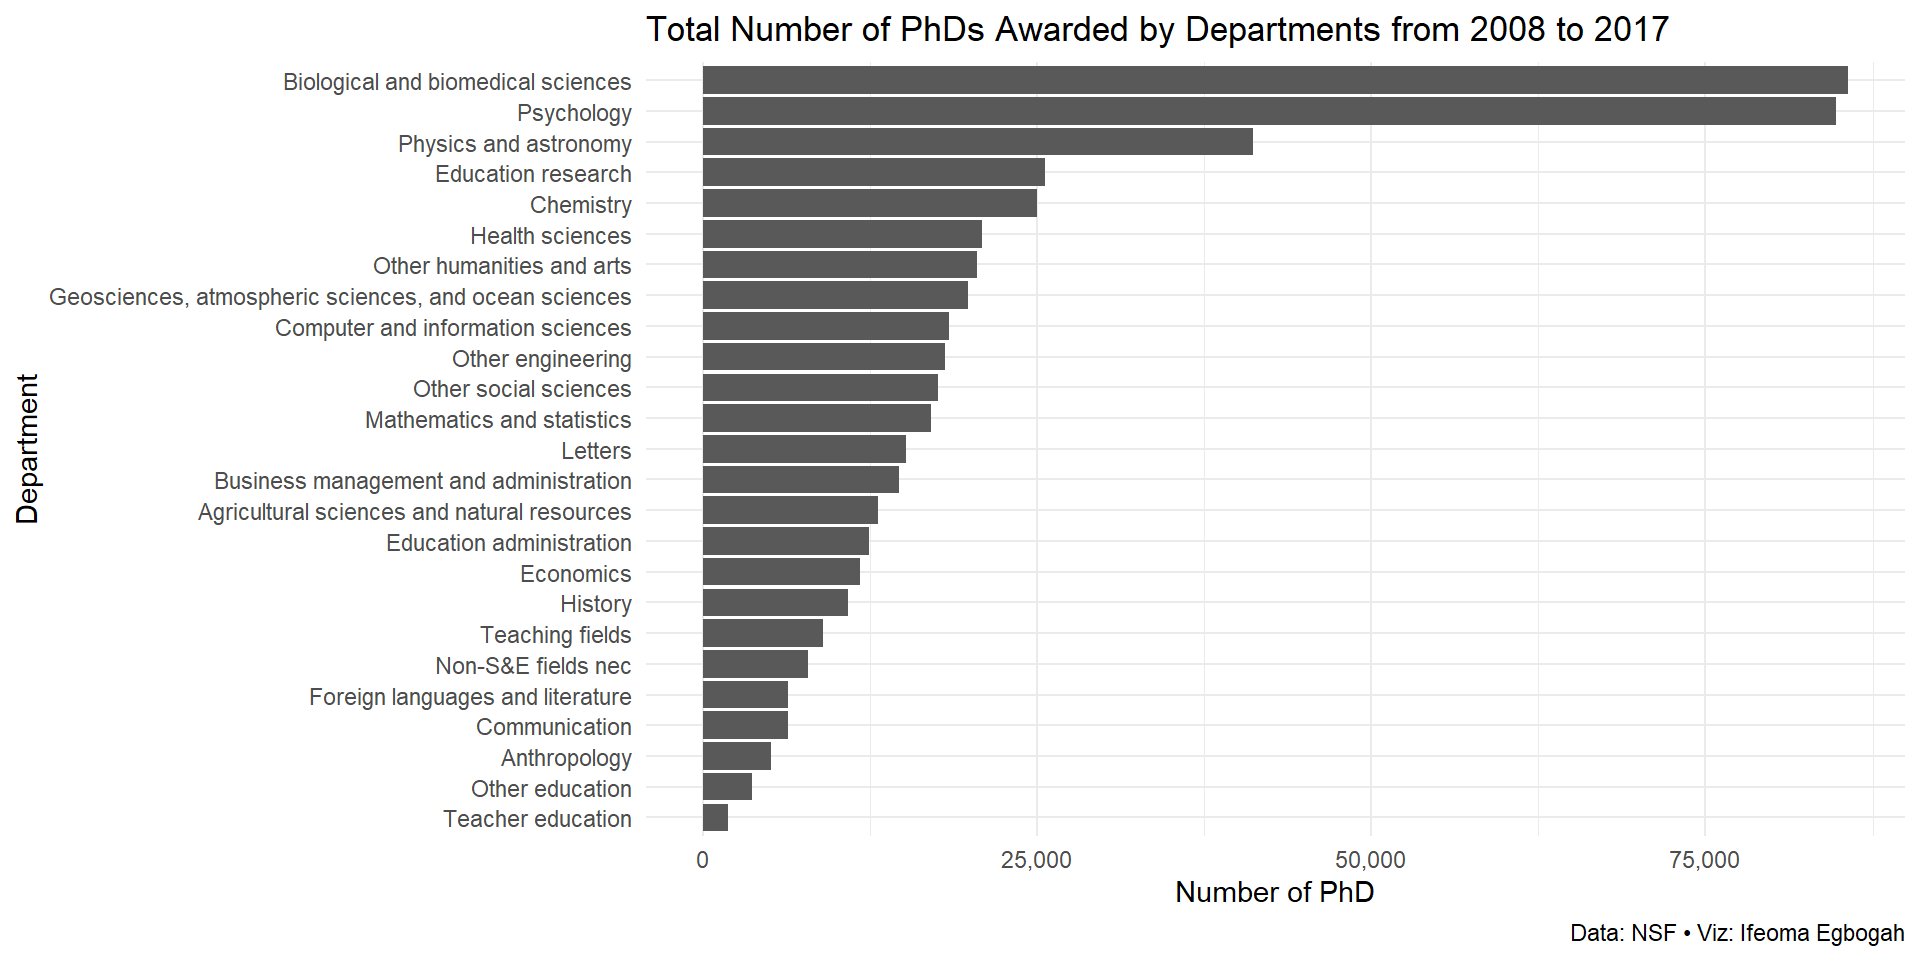 Total Number of PhDs Awarded by Departments from 2008 to 2017
Department
Biological and biomedical sciences
Psychology
Physics and astronomy
Education research
Chemistry
Health sciences
Other humanities and arts
Geosciences, atmospheric sciences, and ocean sciences
Computer and information sciences
Other engineering
Other social sciences
Mathematics and statistics
Letters
Business management and administration
Agricultural sciences and natural resources
Education administration
Economics
History
Teaching fields
Non-S&E fields nec
Foreign languages and literature
Communication
Anthropology
Other education
Teacher education
0 25,000 50,000 75,000
Number of PhD
Data: NSF • Viz: Ifeoma Egbogah